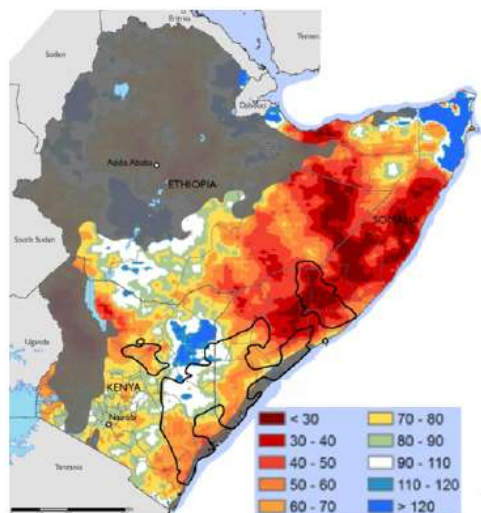 Sudan
Eritrea
Yemen
Djibouti
Addis Ababa
ETHIOPIA
SOMALIA
South Sudan
Uganda
KENYA
Nairobi
Tanzania
< 30
30 - 40
40 - 50
50 - 60
60 - 70
70 - 80
80 - 90
90 - 110
110 - 120
> 120